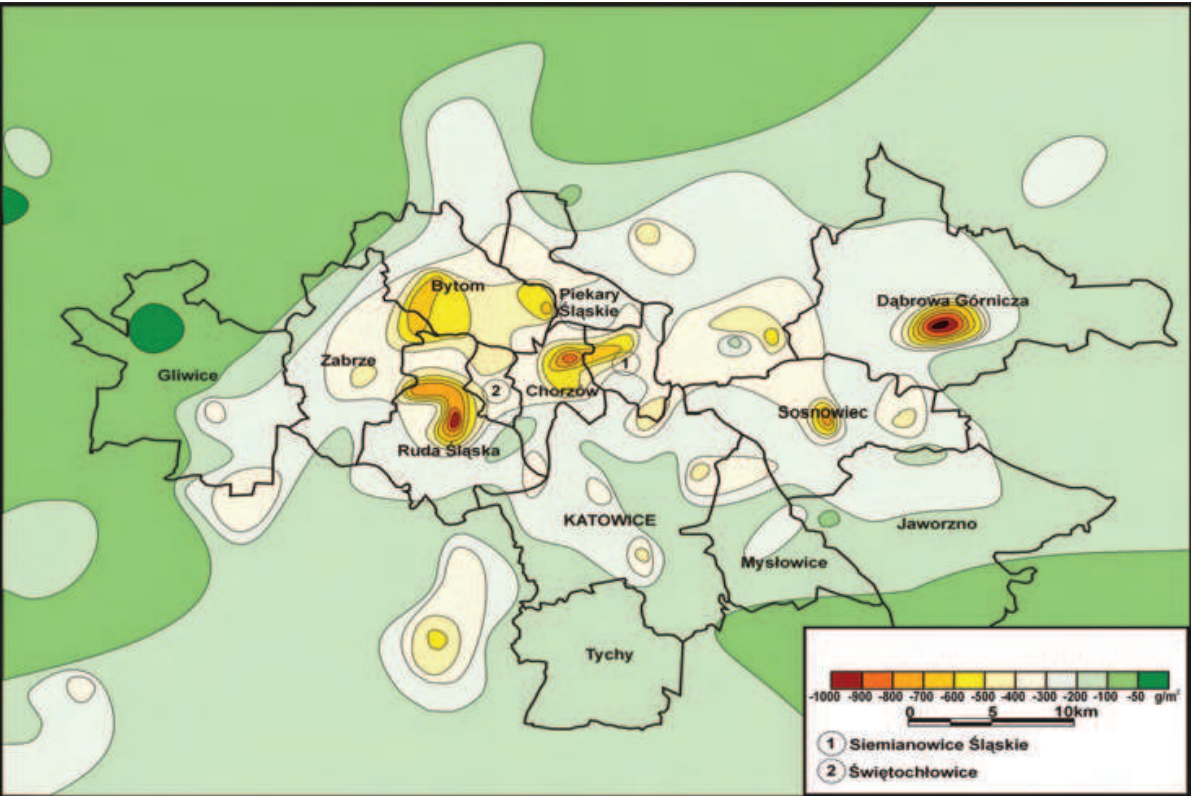 Bytom
Piekary
Śląskie
Dąbrowa Górnicza
Zabrze
Gliwice
1
2
Chorzów
Sosnowiec
Ruda Śląska
KATOWICE
Jaworzno
Mysłowice
Tychy
-1000 -900 -800 -700 -600 -500 -400 -300 -200 -100 -50 g/m²
0 5 10km
1 Siemianowice Śląskie
2 Świętochłowice